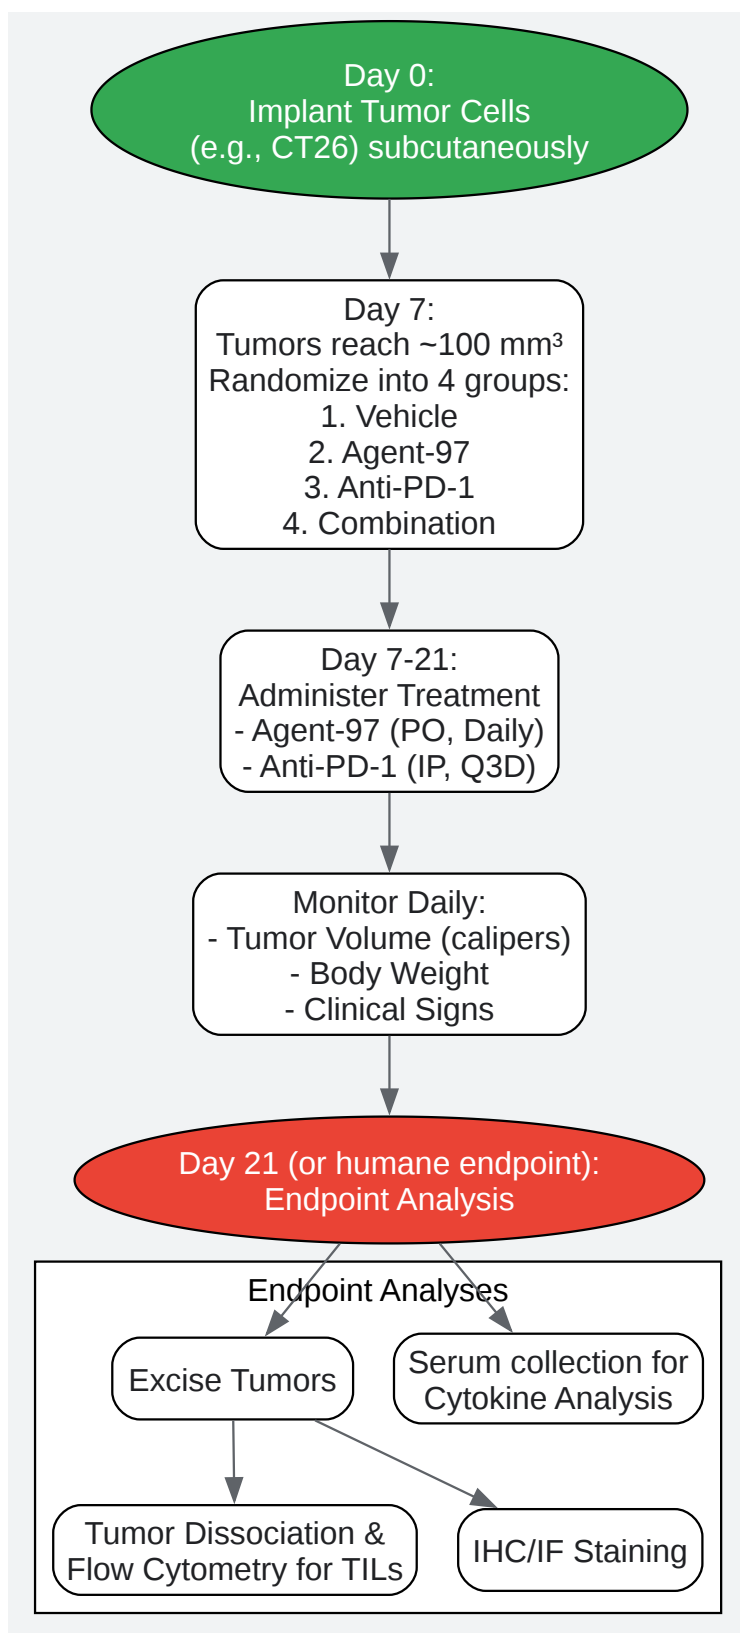 Day 0:
Implant Tumor Cells
(e.g., CT26) subcutaneously
Day 7:
Tumors reach ~100 mm³
Randomize into 4 groups:
1. Vehicle
2. Agent-97
3. Anti-PD-1
4. Combination
Day 7-21:
Administer Treatment
- Agent-97 (PO, Daily)
- Anti-PD-1 (IP, Q3D)
Monitor Daily:
- Tumor Volume (calipers)
- Body Weight
- Clinical Signs
Day 21 (or humane endpoint):
Endpoint Analysis
Endpoint Analyses
Excise Tumors
Serum collection for
Cytokine Analysis
Tumor Dissociation &
Flow Cytometry for TILs
IHC/IF Staining